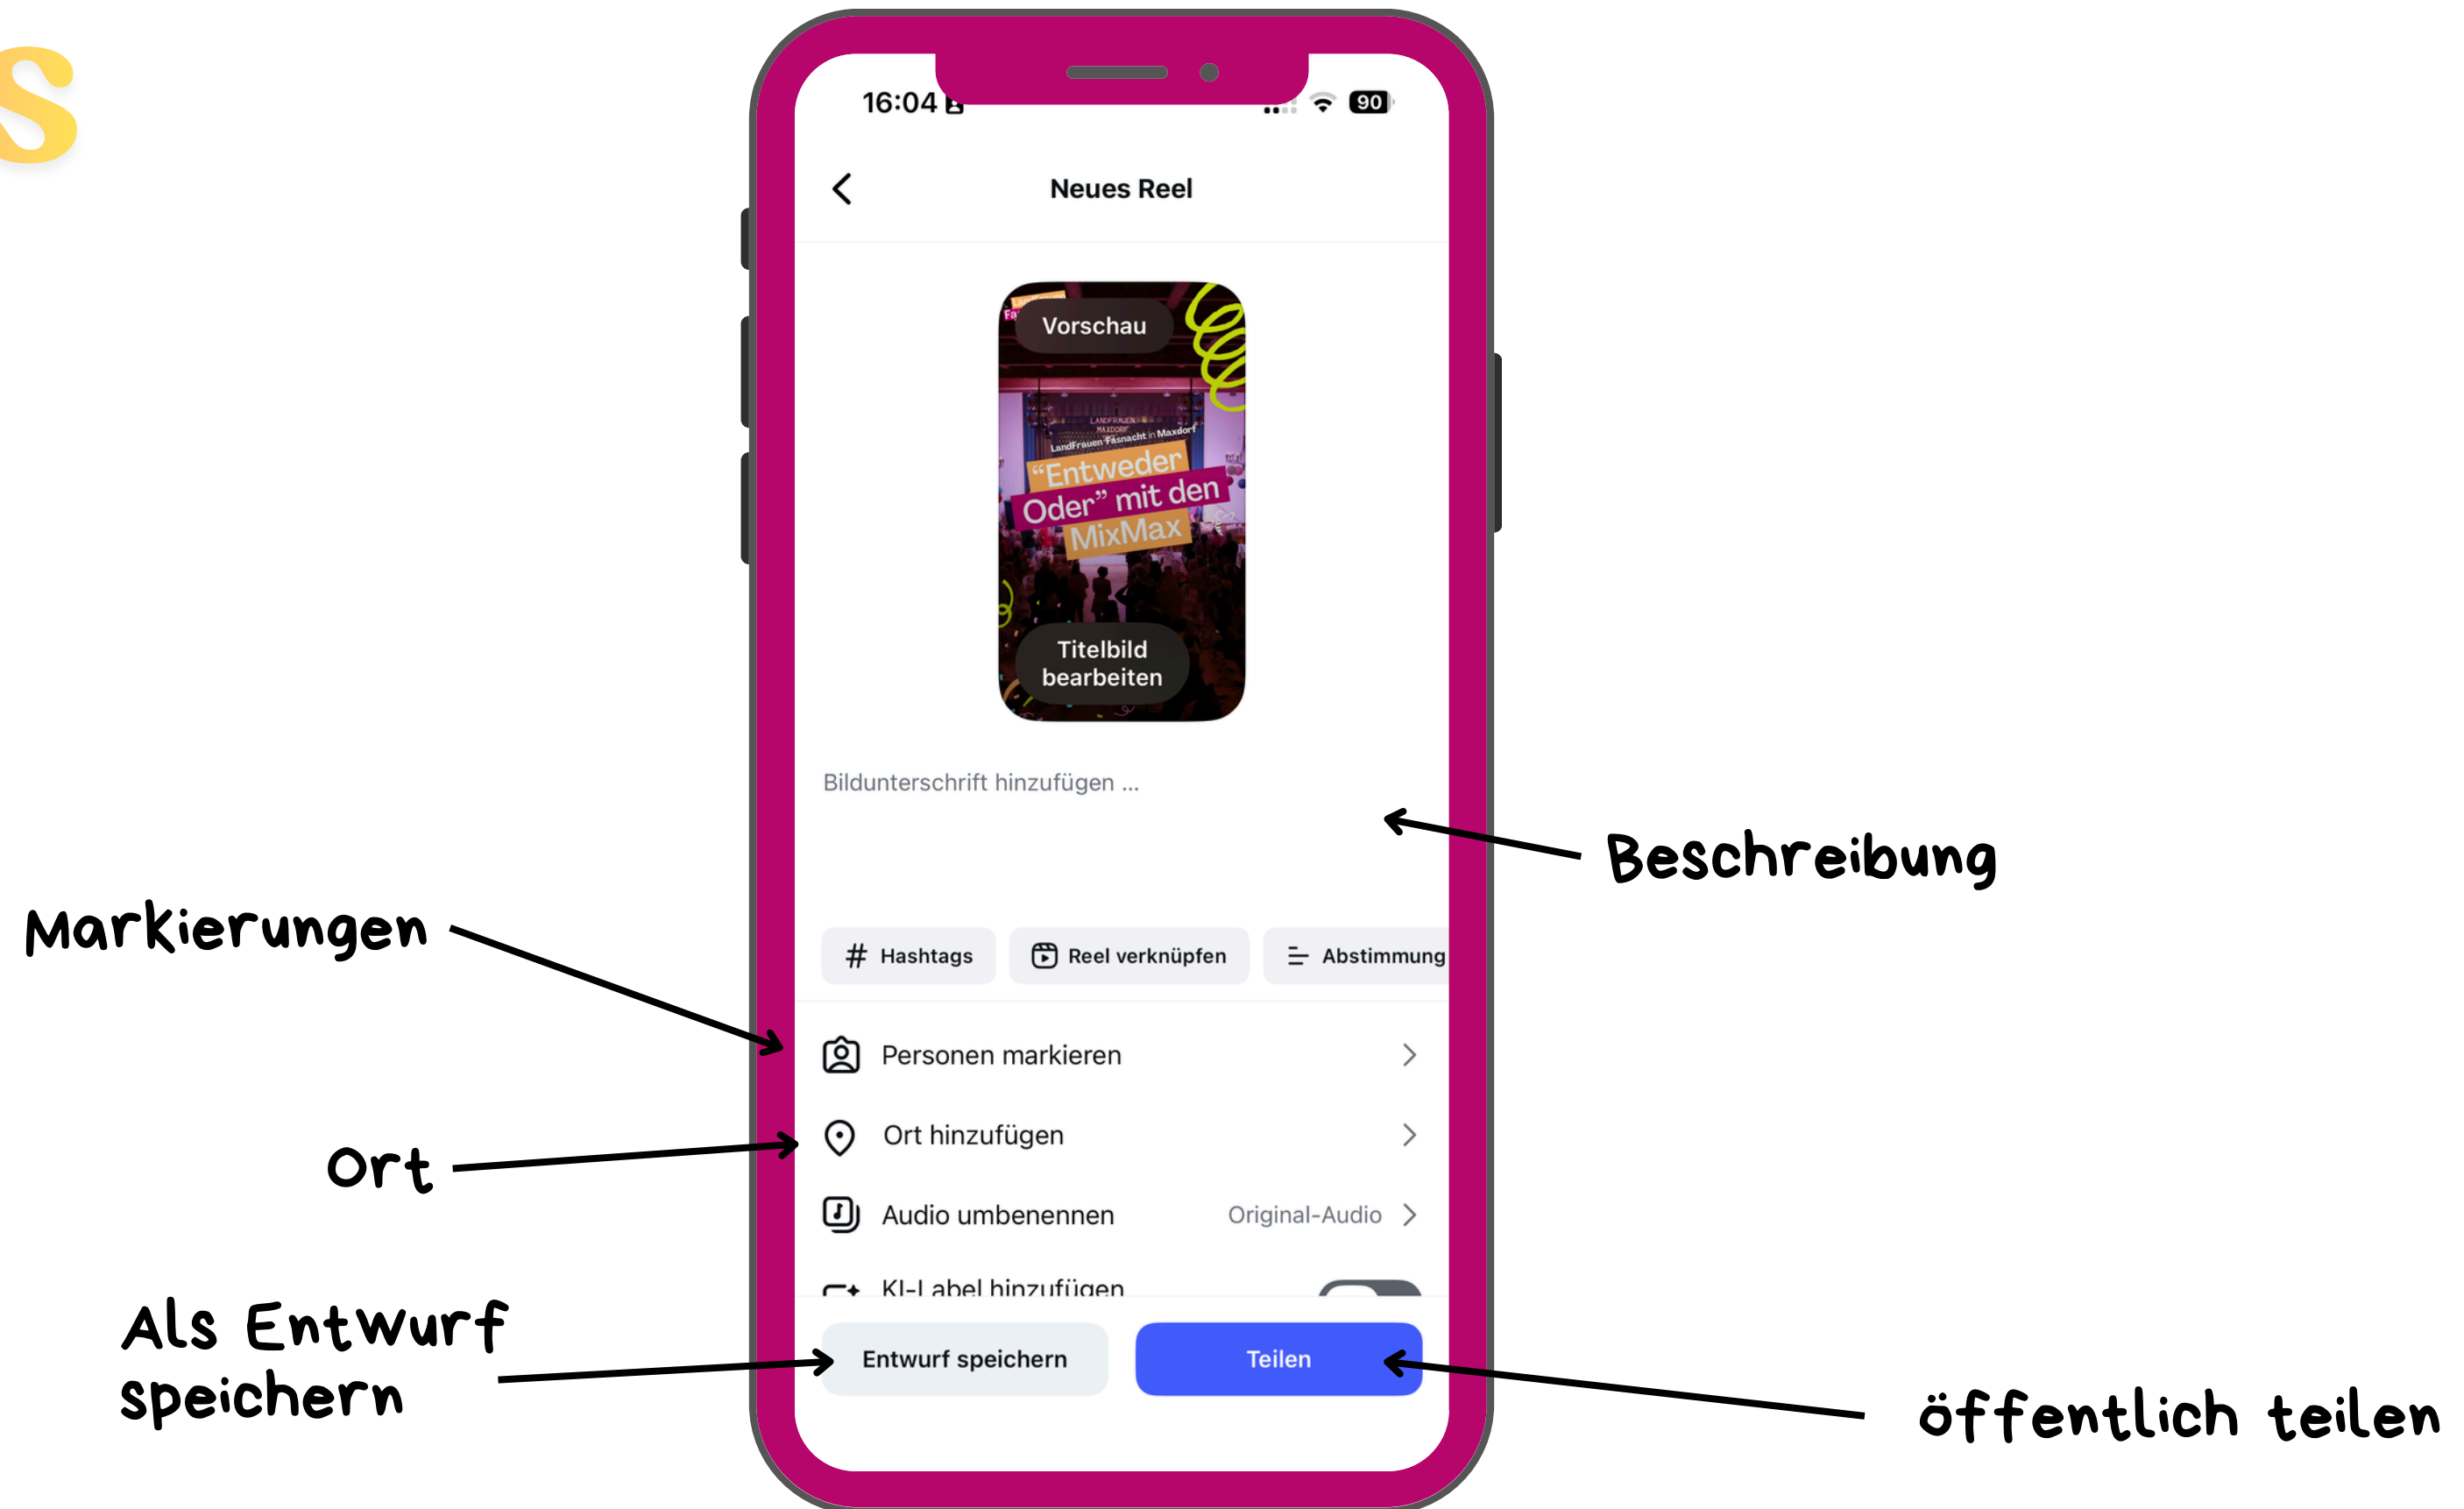 s
16:04
90
Neues Reel
Vorschau
LANDFRAUEN
MAXDORF
LandFrauen Fasnacht in Maxdorf
“Entweder
Oder” mit den
MixMax
Titelbild
bearbeiten
Bildunterschrift hinzufügen ...
Beschreibung
Markierungen
# Hashtags
Reel verknüpfen
Abstimmung
Personen markieren
Ort
Ort hinzufügen
Audio umbenennen
Original-Audio
KI-Label hinzufügen
Als Entwurf
speichern
Entwurf speichern
Teilen
öffentlich teilen